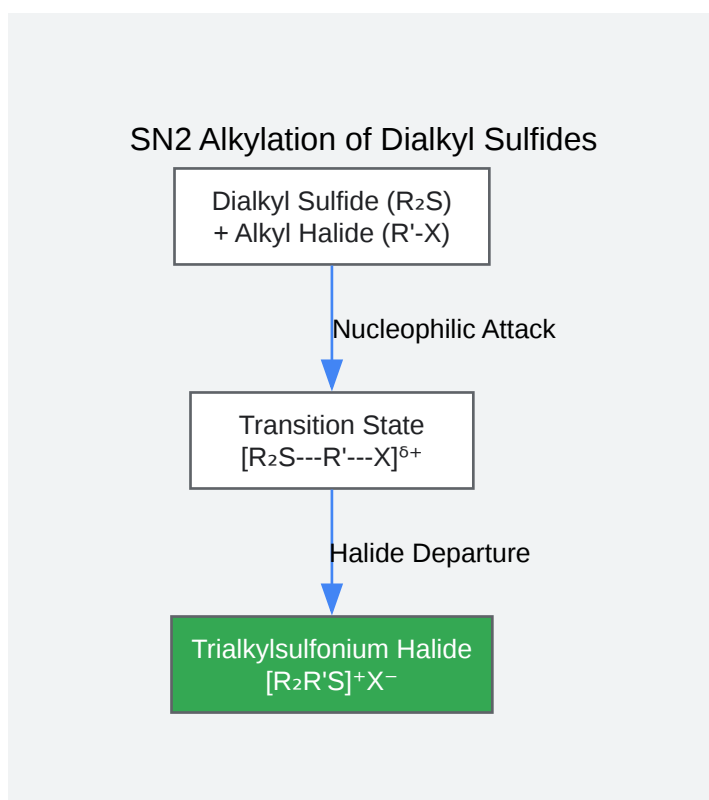 SN2 Alkylation of Dialkyl Sulfides
Dialkyl Sulfide (R₂S)
+ Alkyl Halide (R'-X)
Nucleophilic Attack
Transition State
[R₂S---R'---X]ᵟ⁺
Halide Departure
Trialkylsulfonium Halide
[R₂R'S]⁺X⁻